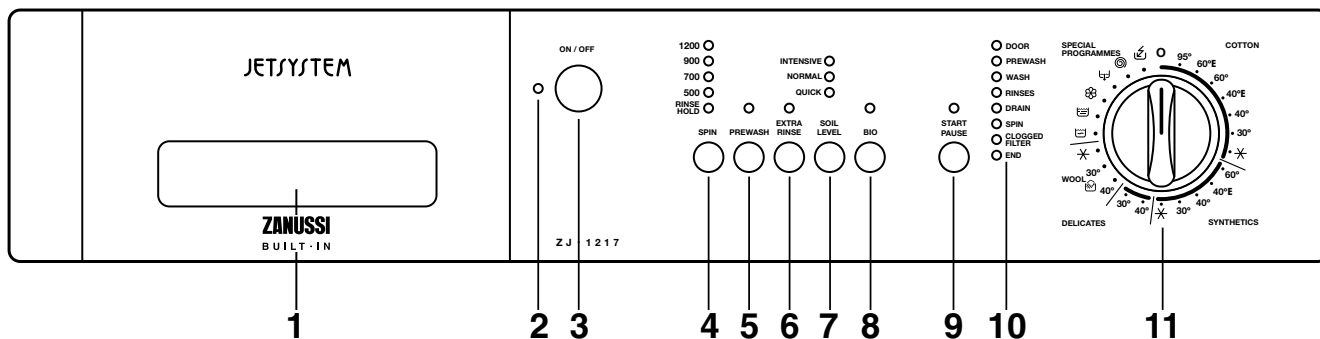 JETSYSTEM
ZANUSSI
BUILT-IN
ON / OFF
ZJ · 1217
1200
900
700
500
RINSE
HOLD
INTENSIVE
NORMAL
QUICK
SPIN
PREWASH
EXTRA
RINSE
SOIL
LEVEL
BIO
START
PAUSE
DOOR
PREWASH
WASH
RINSES
DRAIN
SPIN
CLOGGED
FILTER
END
SPECIAL
PROGRAMMES
O
COTTON
95°
60°E
60°
40°E
40°
30°
60°
40°E
40°
30°
SYNTHETICS
40°
30°
DELICATES
40°
30°
WOOL
1 2 3 4 5 6 7 8 9 10 11